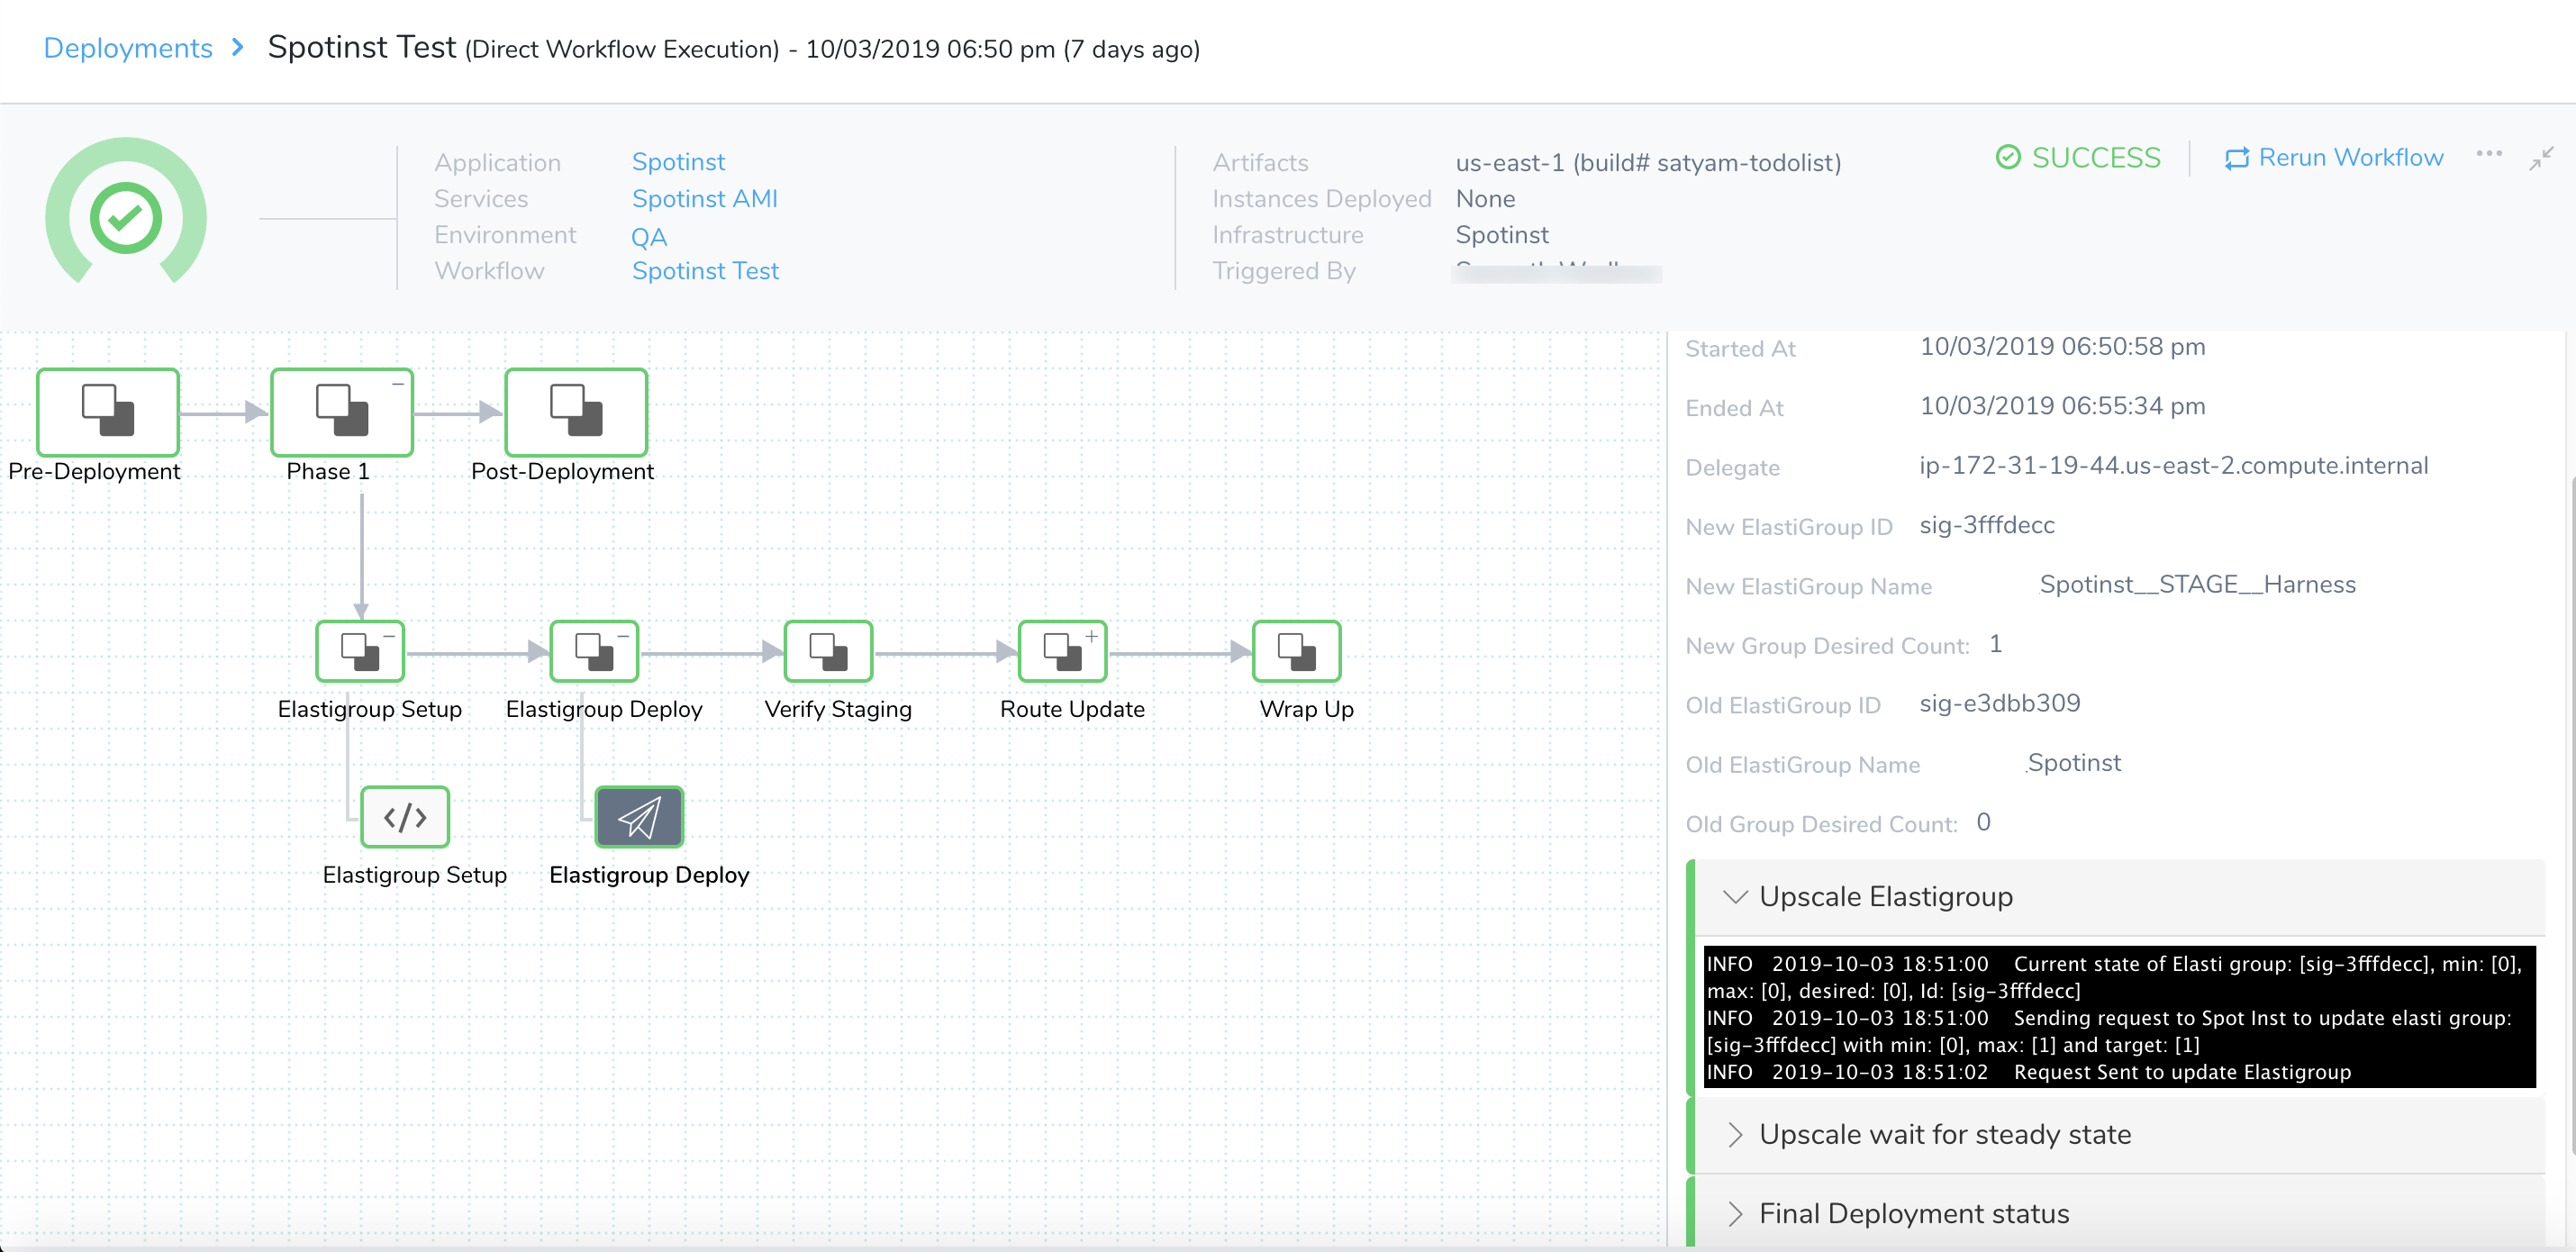 Deployments > Spotinst Test (Direct Workflow Execution) - 10/03/2019 06:50 pm (7 days ago)
Application Spotinst
Services Spotinst AMI
Environment QA
Workflow Spotinst Test
Artifacts us-east-1 (build# satyam-todolist)
Instances Deployed None
Infrastructure Spotinst
Triggered By
SUCCESS
Rerun Workflow
Pre-Deployment
Phase 1
Post-Deployment
Elastigroup Setup
Elastigroup Deploy
Verify Staging
Route Update
Wrap Up
</>
Elastigroup Setup
Elastigroup Deploy
Started At 10/03/2019 06:50:58 pm
Ended At 10/03/2019 06:55:34 pm
Delegate ip-172-31-19-44.us-east-2.compute.internal
New ElastiGroup ID sig-3fffdecc
New ElastiGroup Name Spotinst__STAGE__Harness
New Group Desired Count: 1
Old ElastiGroup ID sig-e3dbb309
Old ElastiGroup Name Spotinst
Old Group Desired Count: 0
Upscale Elastigroup
INFO 2019-10-03 18:51:00 Current state of Elasti group: [sig-3fffdecc], min: [0],
max: [0], desired: [0], Id: [sig-3fffdecc]
INFO 2019-10-03 18:51:00 Sending request to Spot Inst to update elasti group:
[sig-3fffdecc] with min: [0], max: [1] and target: [1]
INFO 2019-10-03 18:51:02 Request Sent to update Elastigroup
Upscale wait for steady state
Final Deployment status